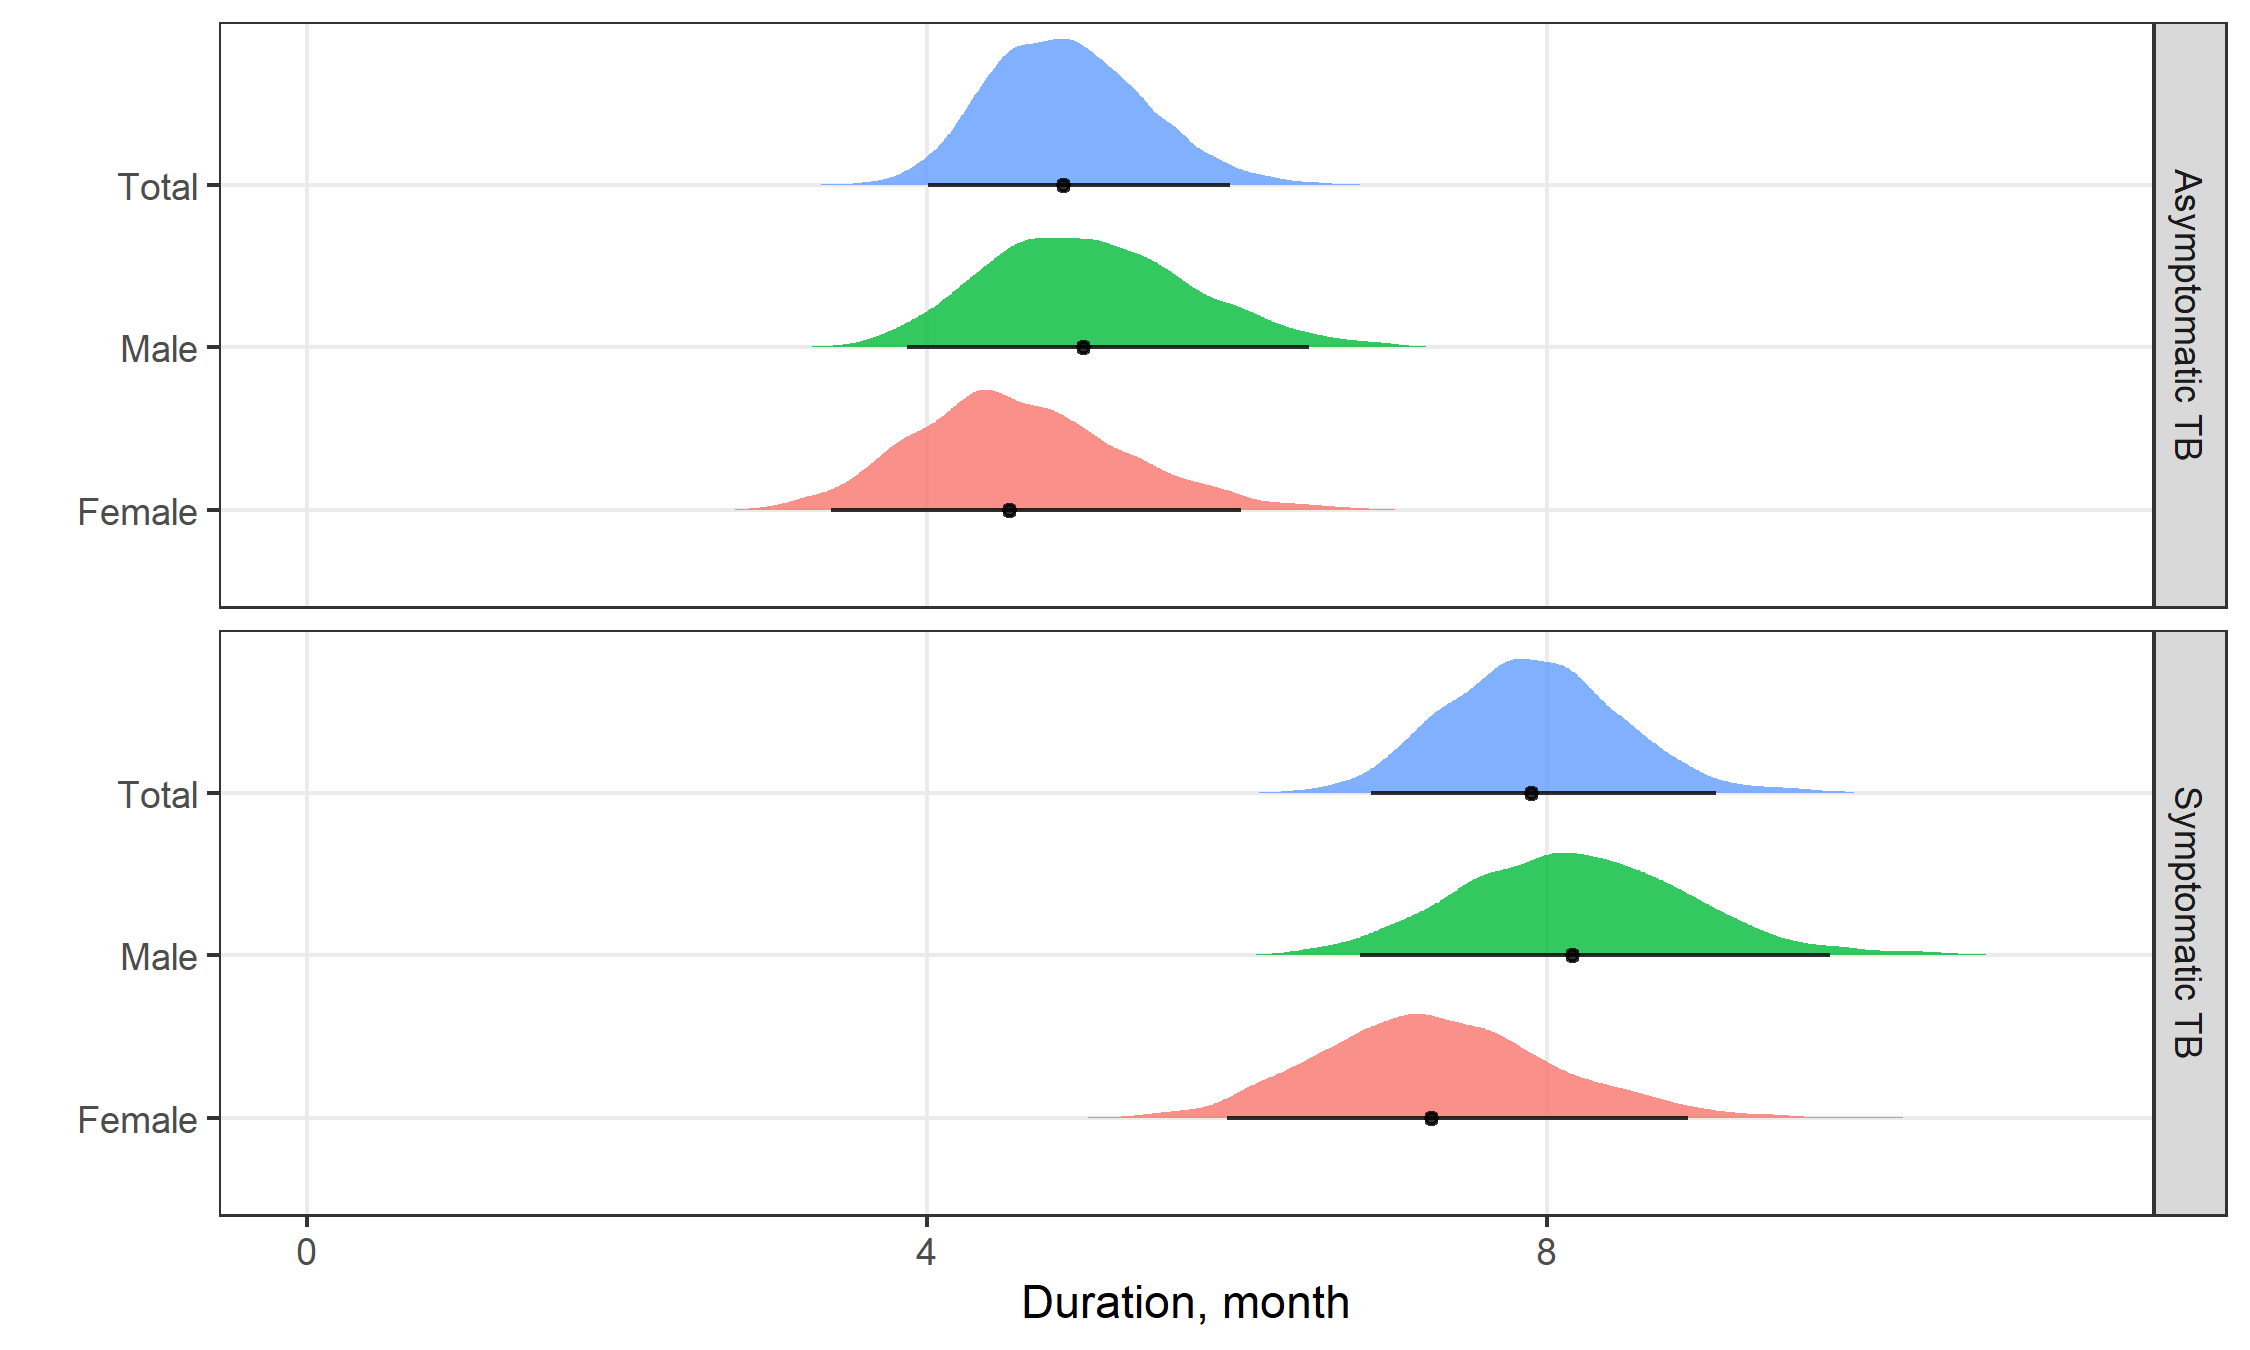 Total
Male
Female
Asymptomatic TB
Total
Male
Female
Symptomatic TB
0 4 8
Duration, month